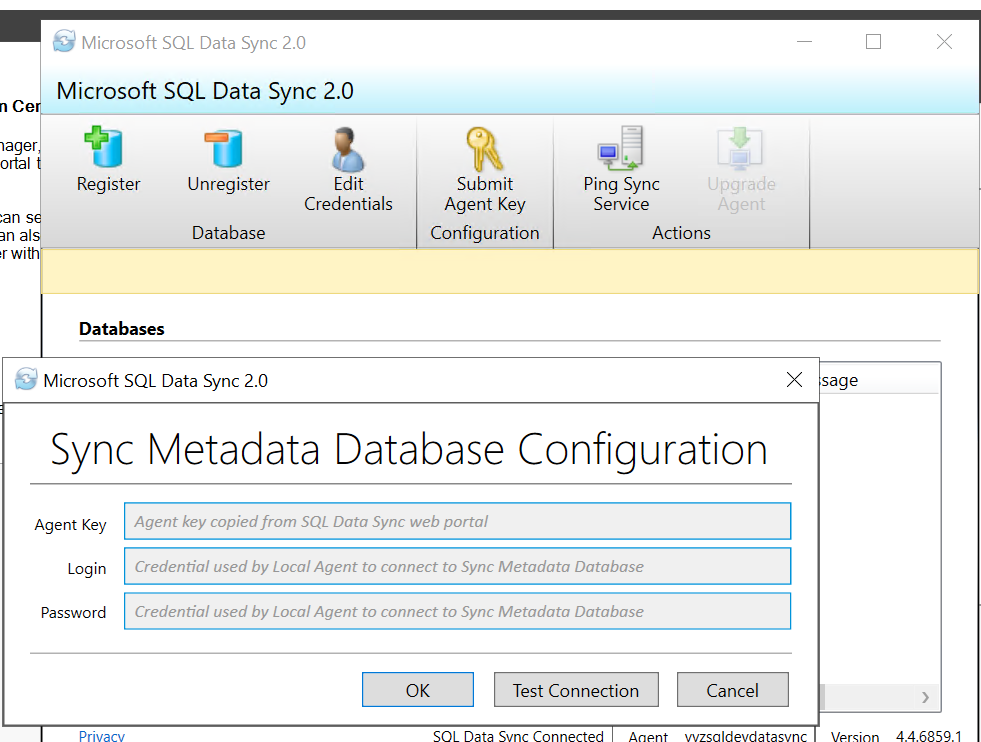 Microsoft SQL Data Sync 2.0
Microsoft SQL Data Sync 2.0
n Cer
nager,
ortal t
can se
an als
r with
Register
Unregister
Edit
Credentials
Submit
Agent Key
Ping Sync
Service
Upgrade
Agent
Database
Configuration
Actions
Databases
ssage
Microsoft SQL Data Sync 2.0
Sync Metadata Database Configuration
Agent Key Agent key copied from SQL Data Sync web portal
Login Credential used by Local Agent to connect to Sync Metadata Database
Password Credential used by Local Agent to connect to Sync Metadata Database
OK Test Connection Cancel
Privacy SQL Data Sync Connected Agent yyzsqldevdatasync Version 4.4.6859.1